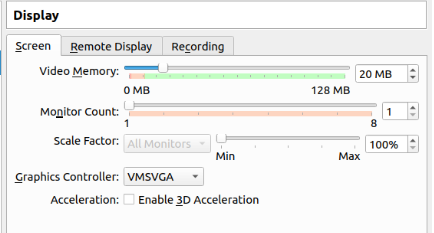 Display
Screen Remote Display Recording
Video Memory: 20 MB
0 MB 128 MB
Monitor Count: 1
1 8
Scale Factor: All Monitors 100%
Min Max
Graphics Controller: VMSVGA
Acceleration: Enable 3D Acceleration